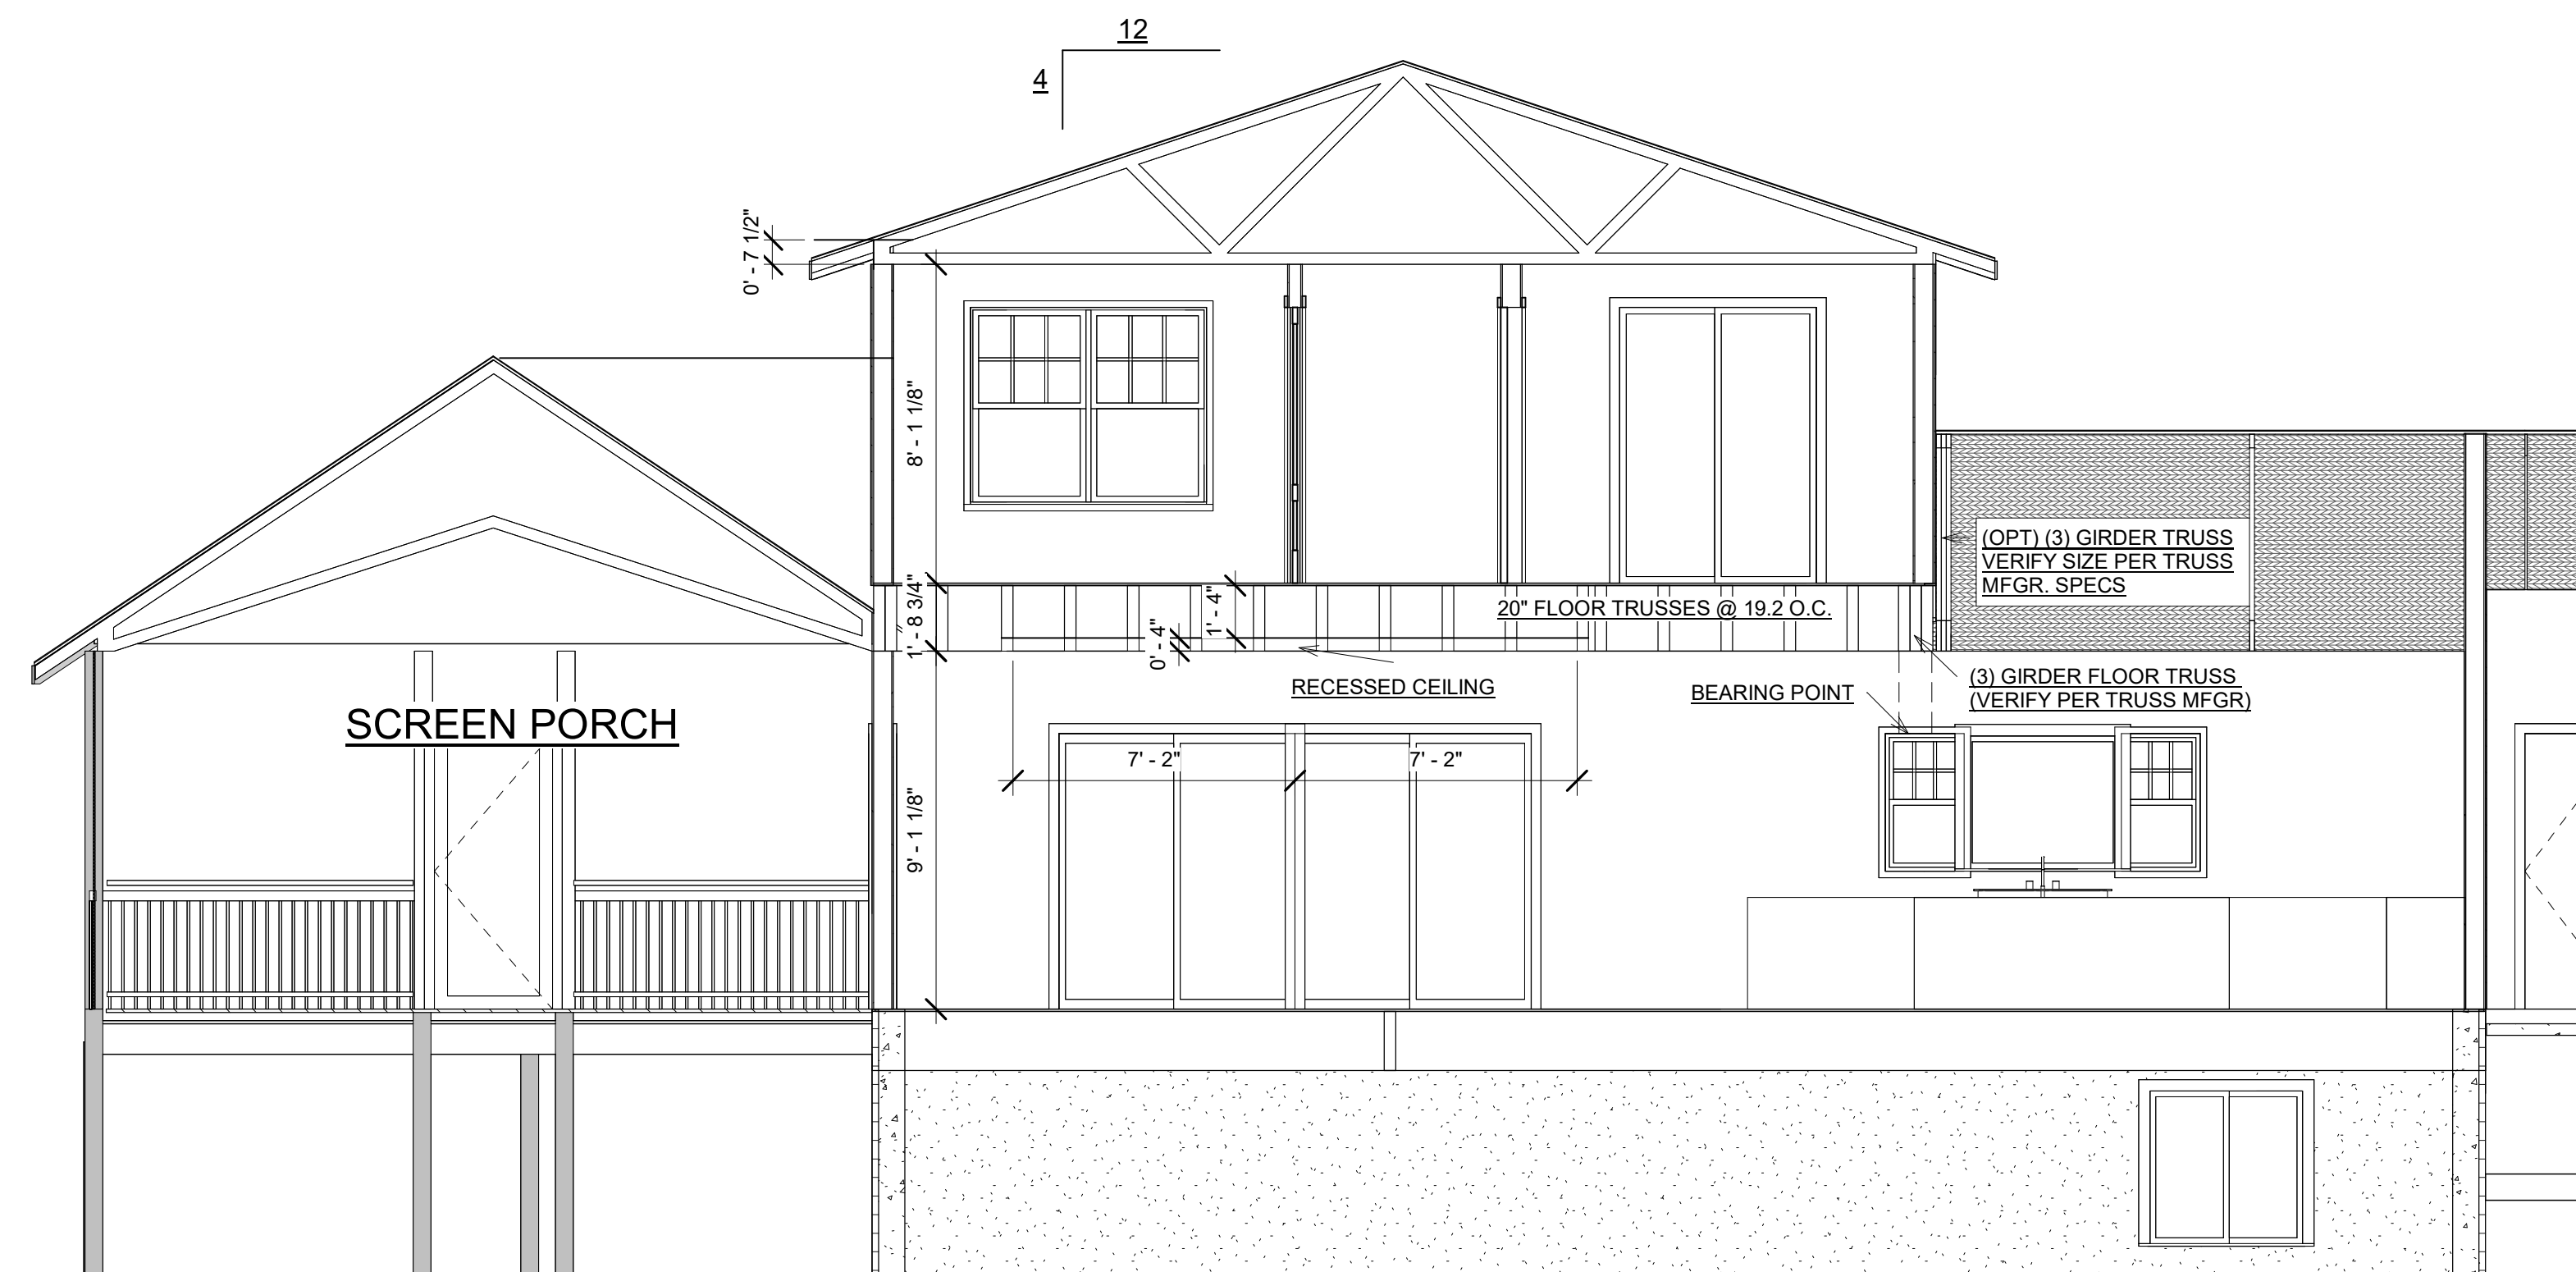 12
4
0' - 7 1/2"
8' - 1 1/8"
(OPT) (3) GIRDER TRUSS
VERIFY SIZE PER TRUSS
MFGR. SPECS
1' - 8 3/4"
1' - 4"
20" FLOOR TRUSSES @ 19.2 O.C.
0' - 4"
RECESSED CEILING
BEARING POINT
(3) GIRDER FLOOR TRUSS
(VERIFY PER TRUSS MFGR)
SCREEN PORCH
7' - 2"
7' - 2"
9' - 1 1/8"